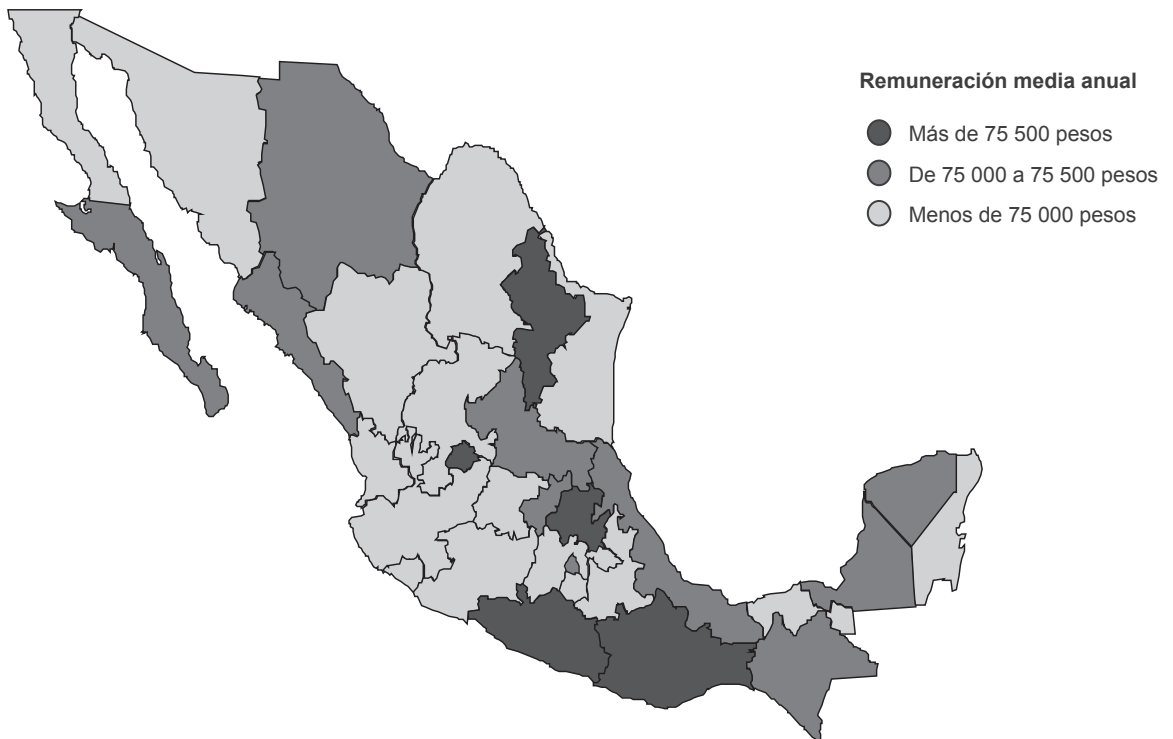 Remuneración media anual
Más de 75 500 pesos
De 75 000 a 75 500 pesos
Menos de 75 000 pesos